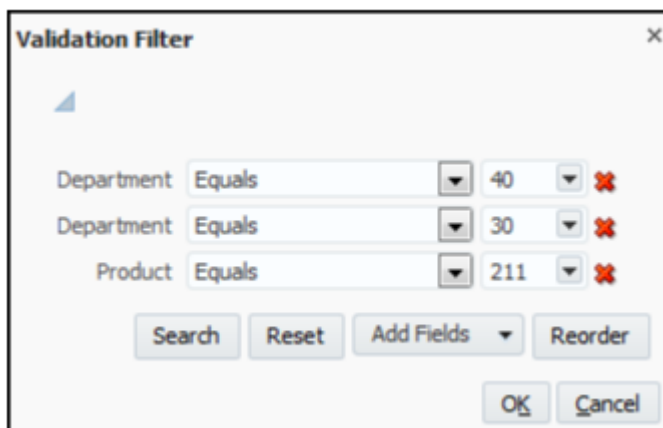 Validation Filter ×
Department Equals 40
Department Equals 30
Product Equals 211
Search Reset Add Fields Reorder
OK Cancel